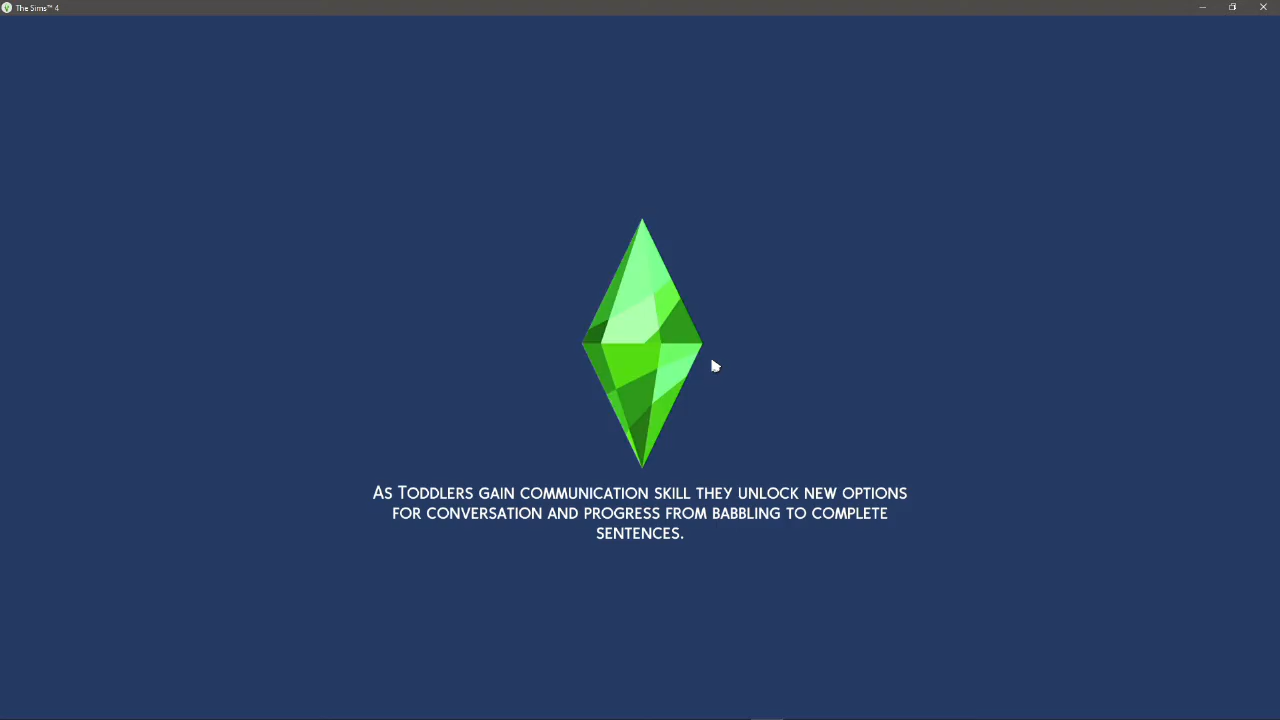 The Sims™ 4
As Toddlers gain communication skill they unlock new options
for conversation and progress from babbling to complete
sentences.